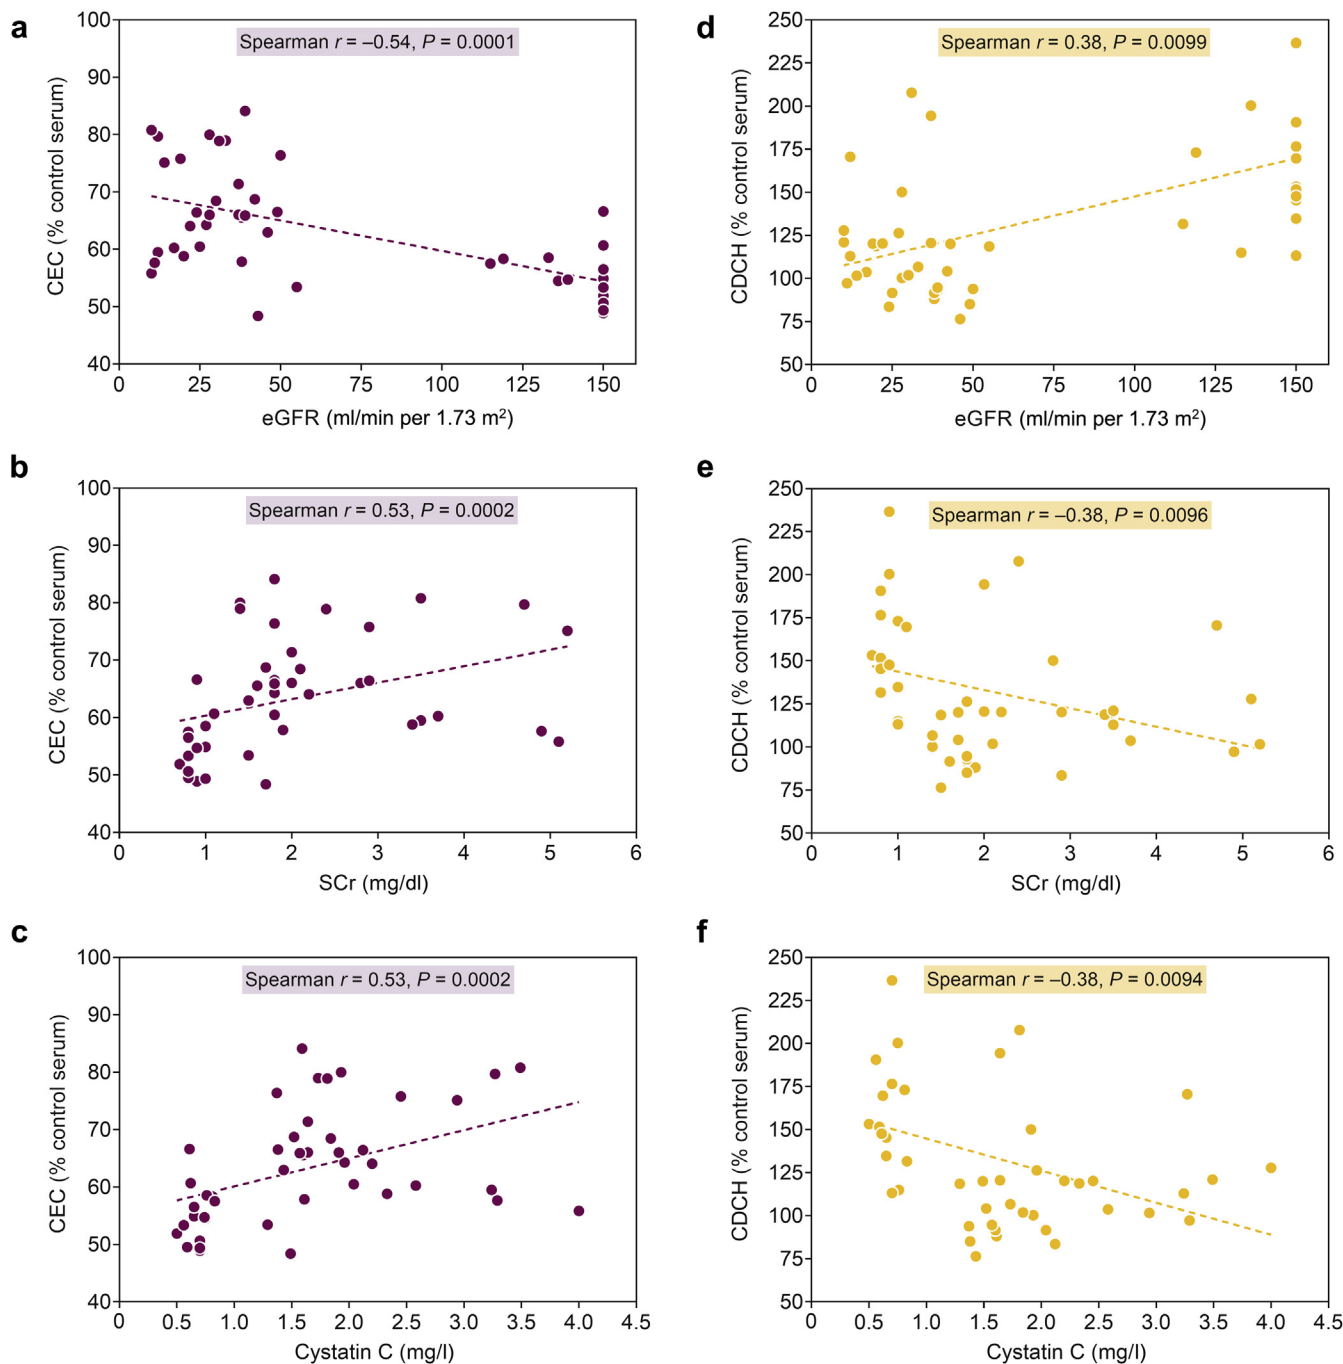 a
Spearman r = –0.54, P = 0.0001
CEC (% control serum)
100
90
80
70
60
50
40
0 25 50 75 100 125 150
eGFR (ml/min per 1.73 m²)
d
Spearman r = 0.38, P = 0.0099
CDCH (% control serum)
250
225
200
175
150
125
100
75
50
0 25 50 75 100 125 150
eGFR (ml/min per 1.73 m²)
b
Spearman r = 0.53, P = 0.0002
CEC (% control serum)
100
90
80
70
60
50
40
0 1 2 3 4 5 6
SCr (mg/dl)
e
Spearman r = –0.38, P = 0.0096
CDCH (% control serum)
250
225
200
175
150
125
100
75
50
0 1 2 3 4 5 6
SCr (mg/dl)
c
Spearman r = 0.53, P = 0.0002
CEC (% control serum)
100
90
80
70
60
50
40
0 0.5 1.0 1.5 2.0 2.5 3.0 3.5 4.0 4.5
Cystatin C (mg/l)
f
Spearman r = –0.38, P = 0.0094
CDCH (% control serum)
250
225
200
175
150
125
100
75
50
0 0.5 1.0 1.5 2.0 2.5 3.0 3.5 4.0 4.5
Cystatin C (mg/l)